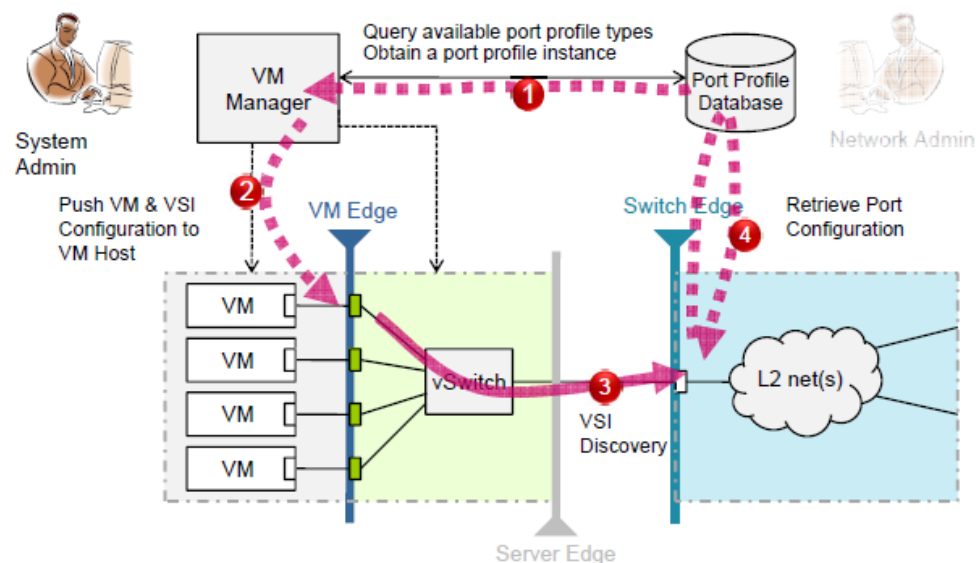 Query available port profile types
Obtain a port profile instance
VM
Manager
1
Port Profile
Database
System
Admin
Network Admin
2
Push VM & VSI
Configuration to
VM Host
VM Edge
Switch Edge
4
Retrieve Port
Configuration
VM
VM
VM
VM
vSwitch
3
VSI
Discovery
L2 net(s)
Server Edge